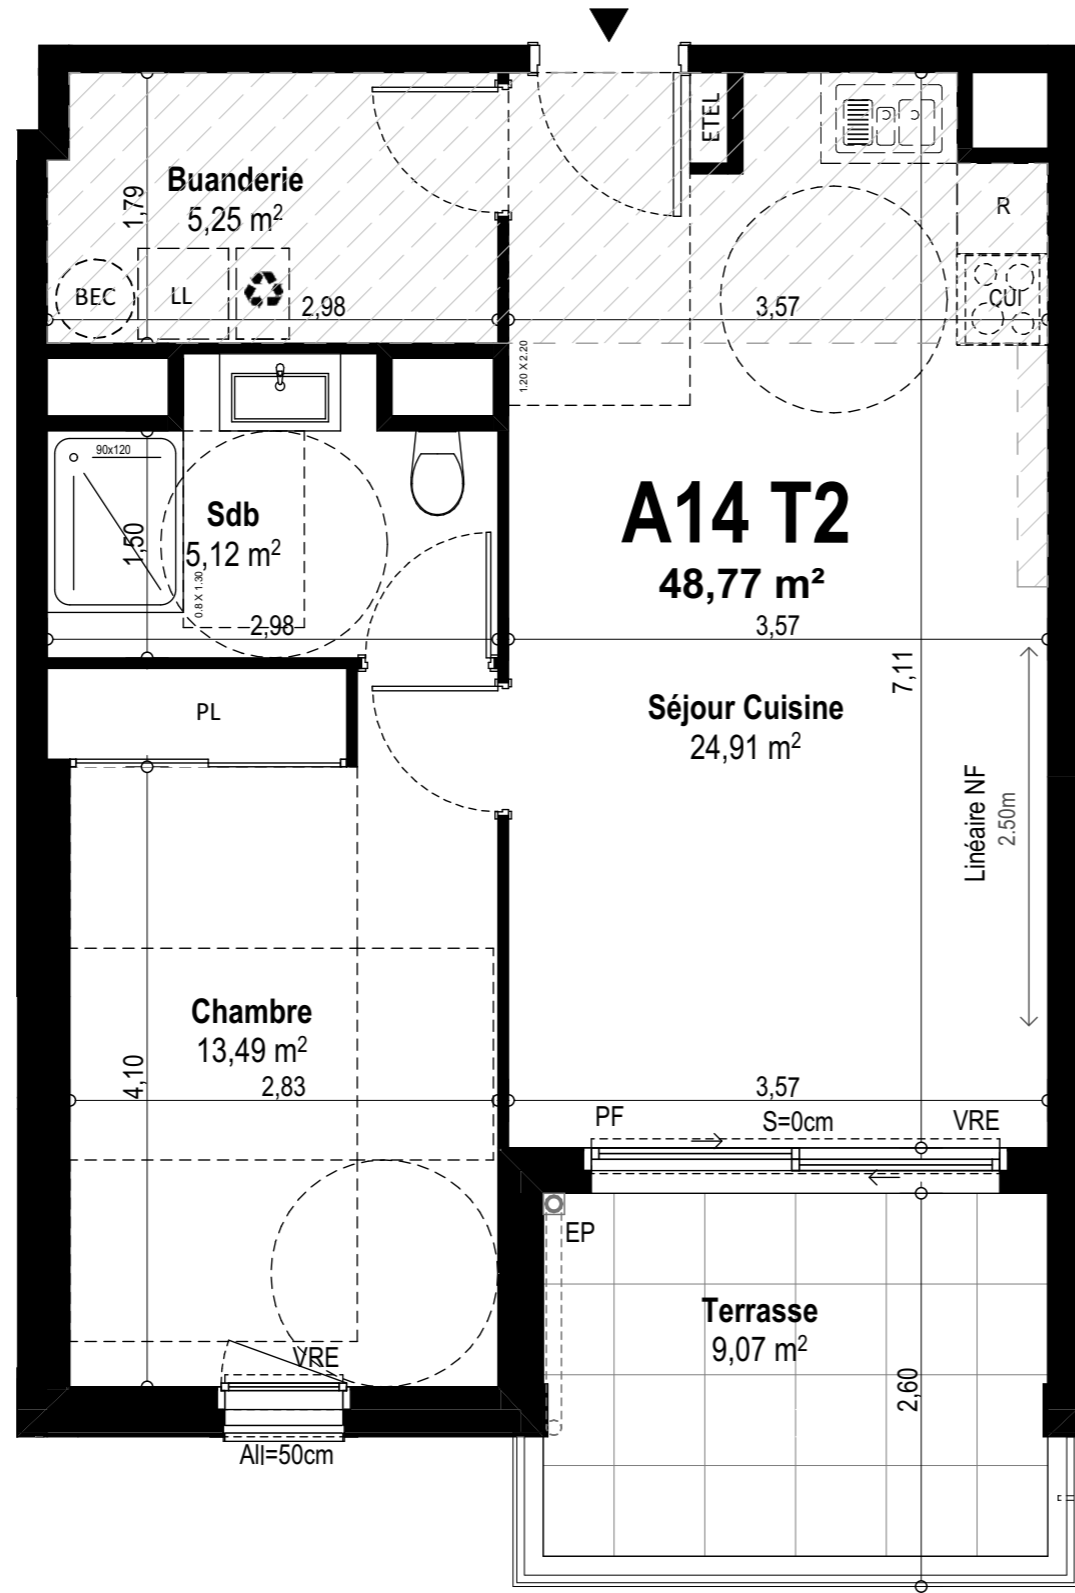 ETEL
Buanderie
5,25 m²
1,79
R
BEC
LL
2,98
3,57
CUI
1.20 X 2.20
90x120
Sdb
5,12 m²
1,50
0.8 X 1.30
2,98
A14 T2
48,77 m²
3,57
7,11
PL
Séjour Cuisine
24,91 m²
Linéaire NF
2.50m
Chambre
13,49 m²
4,10
2,83
3,57
PF
S=0cm
VRE
EP
Terrasse
9,07 m²
VRE
2,60
All=50cm